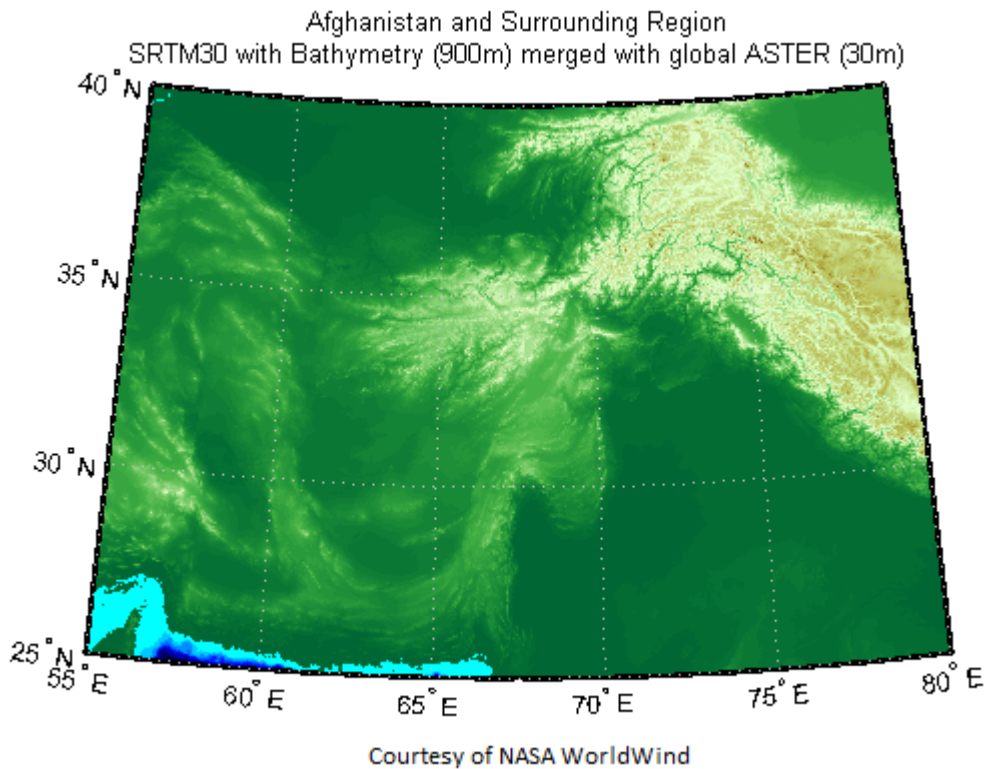 Afghanistan and Surrounding Region
SRTM30 with Bathymetry (900m) merged with global ASTER (30m)
40°N
35°N
30°N
25°N
55°E
60°E
65°E
70°E
75°E
80°E
Courtesy of NASA WorldWind